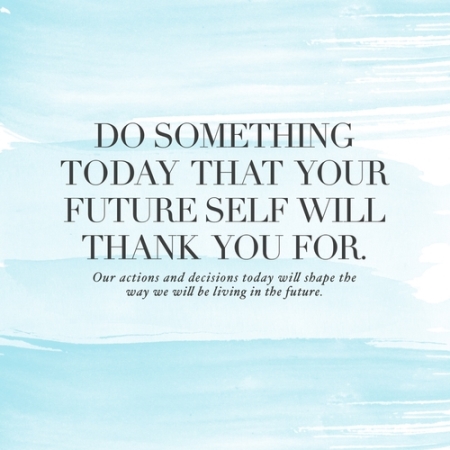 DO SOMETHING
TODAY THAT YOUR
FUTURE SELF WILL
THANK YOU FOR.
Our actions and decisions today will shape the
way we will be living in the future.